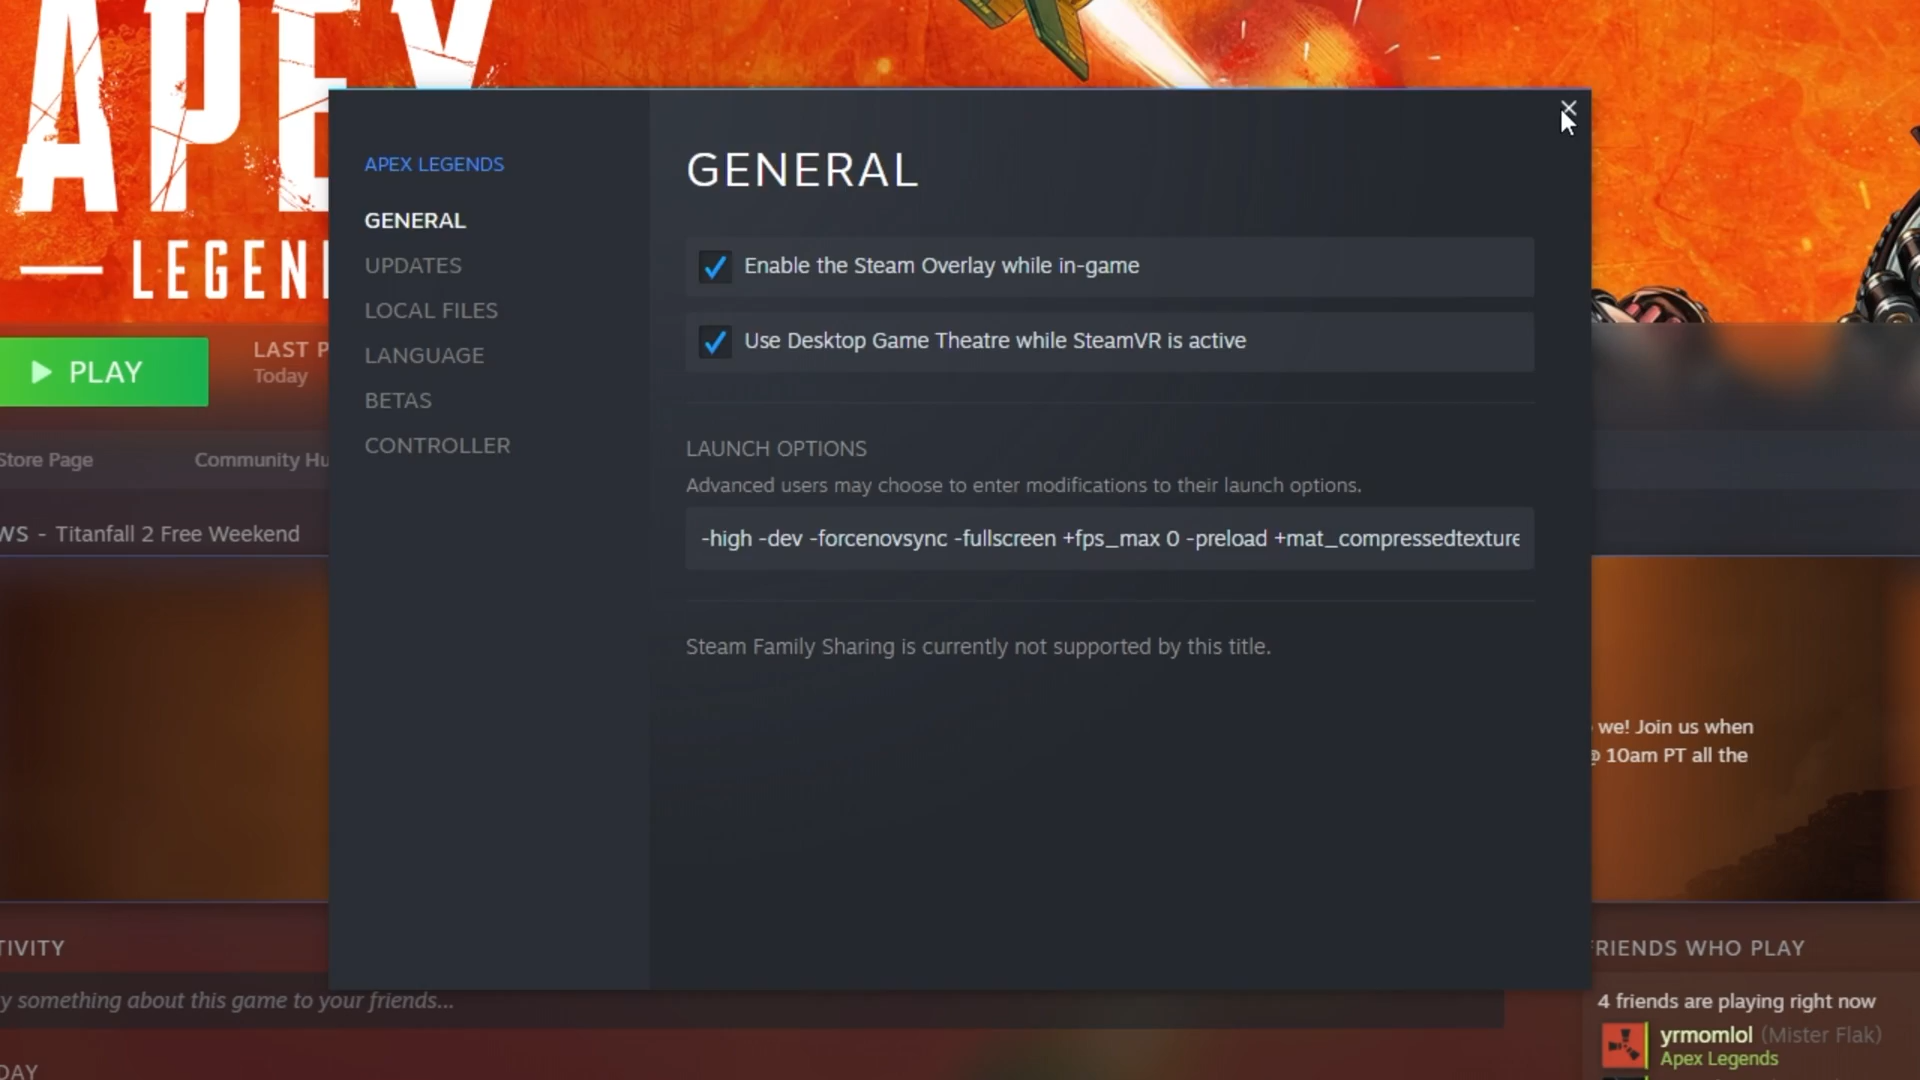 APEX
LEGEN
APEX LEGENDS
GENERAL
UPDATES
LOCAL FILES
LANGUAGE
BETAS
CONTROLLER
GENERAL
Enable the Steam Overlay while in-game
Use Desktop Game Theatre while SteamVR is active
LAUNCH OPTIONS
Advanced users may choose to enter modifications to their launch options.
-high -dev -forcenovsync -fullscreen +fps_max 0 -preload +mat_compressedtexture
Steam Family Sharing is currently not supported by this title.
PLAY
LAST P
Today
Store Page
Community Hu
WS - Titanfall 2 Free Weekend
we! Join us when
@ 10am PT all the
TIVITY
y something about this game to your friends...
DAY
FRIENDS WHO PLAY
4 friends are playing right now
yrmomlol (Mister Flak)
Apex Legends